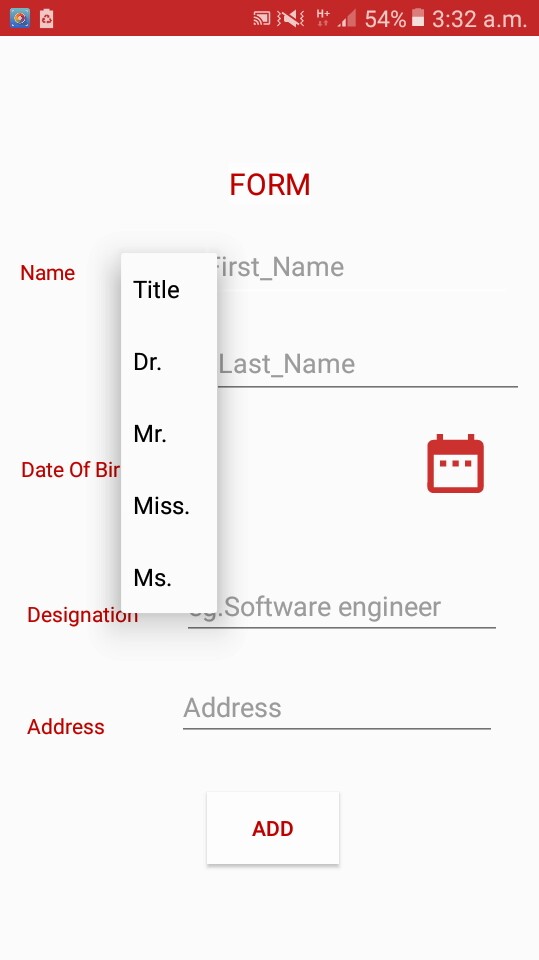 H+ 54% 3:32 a.m.
FORM
Name
First_Name
Title
Dr.
Last_Name
Mr.
Date Of Bir
Miss.
Ms.
Designation
eg.Software engineer
Address
Address
ADD